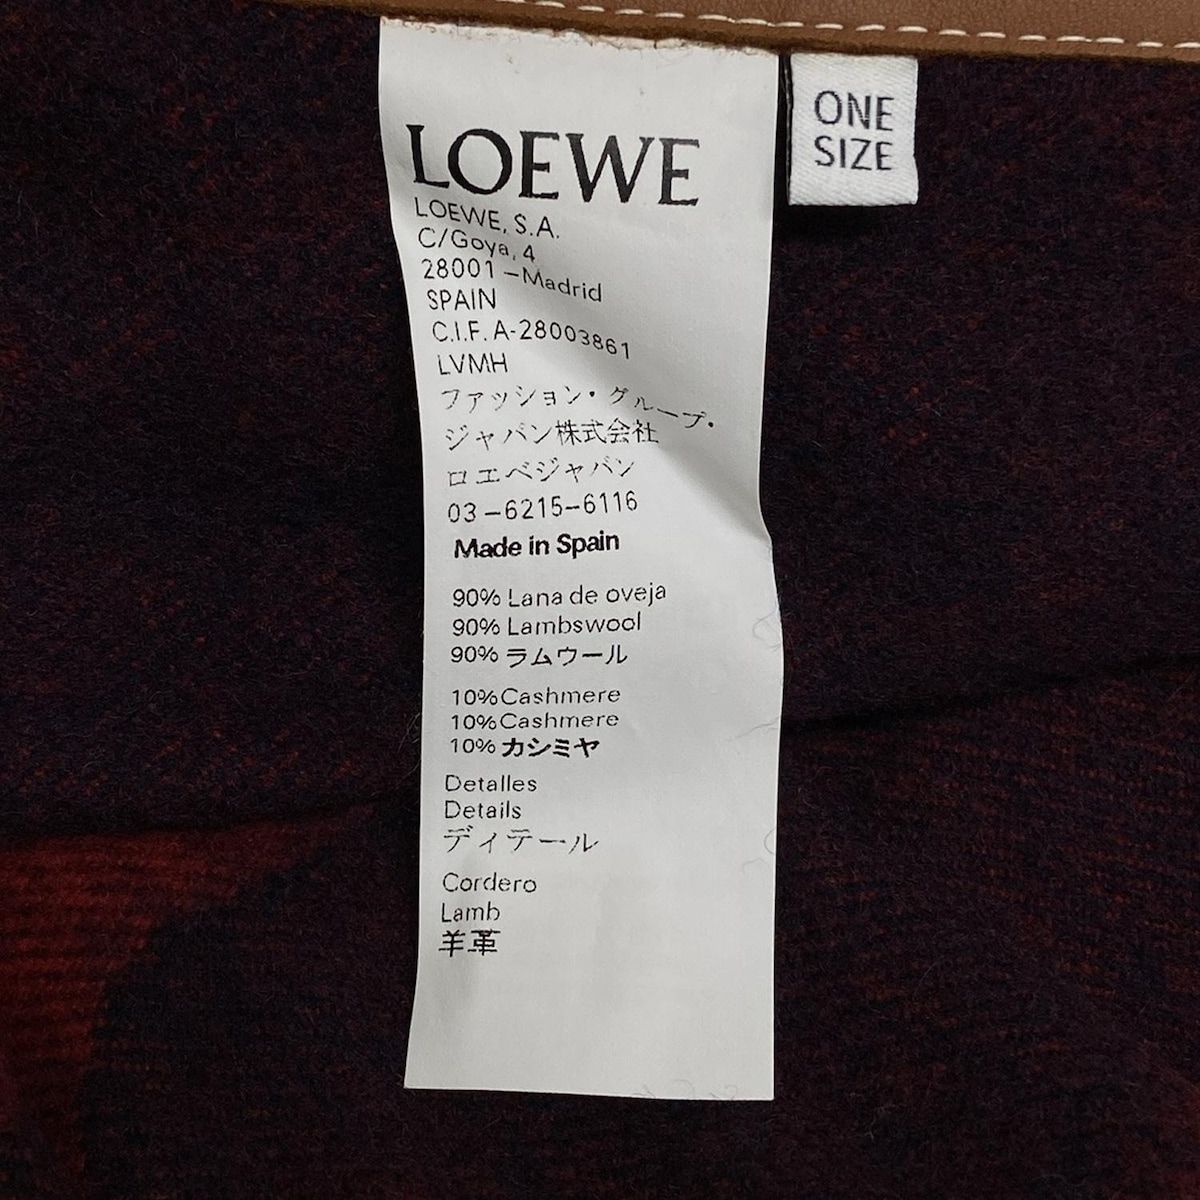 LOEWE
LOEWE, S.A.
C/Goya, 4
28001 – Madrid
SPAIN
C.I.F. A-28003861
LVMH
ファッション・グループ・
ジャパン株式会社
ロエベジャパン
03-6215-6116
Made in Spain
90% Lana de oveja
90% Lambswool
90% ラムウール
10% Cashmere
10% Cashmere
10% カシミヤ
Detalles
Details
ディテール
Cordero
Lamb
羊革
ONE
SIZE